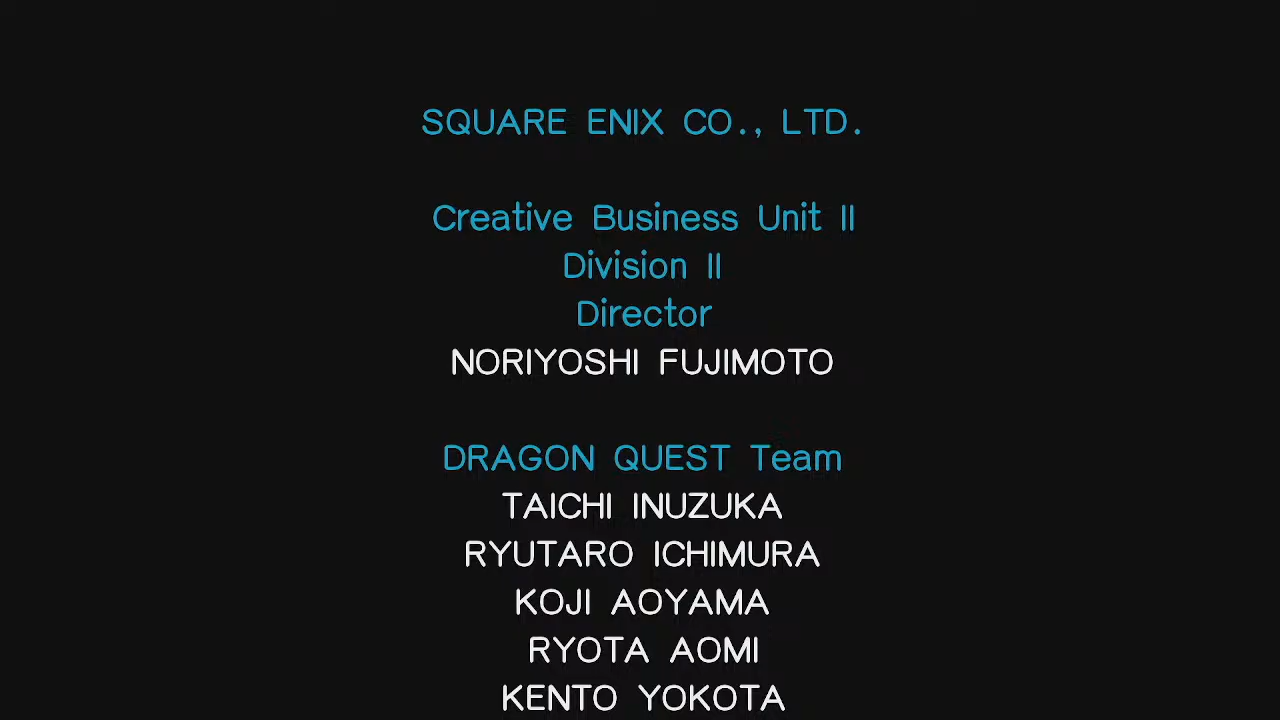 SQUARE ENIX CO., LTD.
Creative Business Unit II
Division II
Director
NORIYOSHI FUJIMOTO
DRAGON QUEST Team
TAICHI INUZUKA
RYUTARO ICHIMURA
KOJI AOYAMA
RYOTA AOMI
KENTO YOKOTA